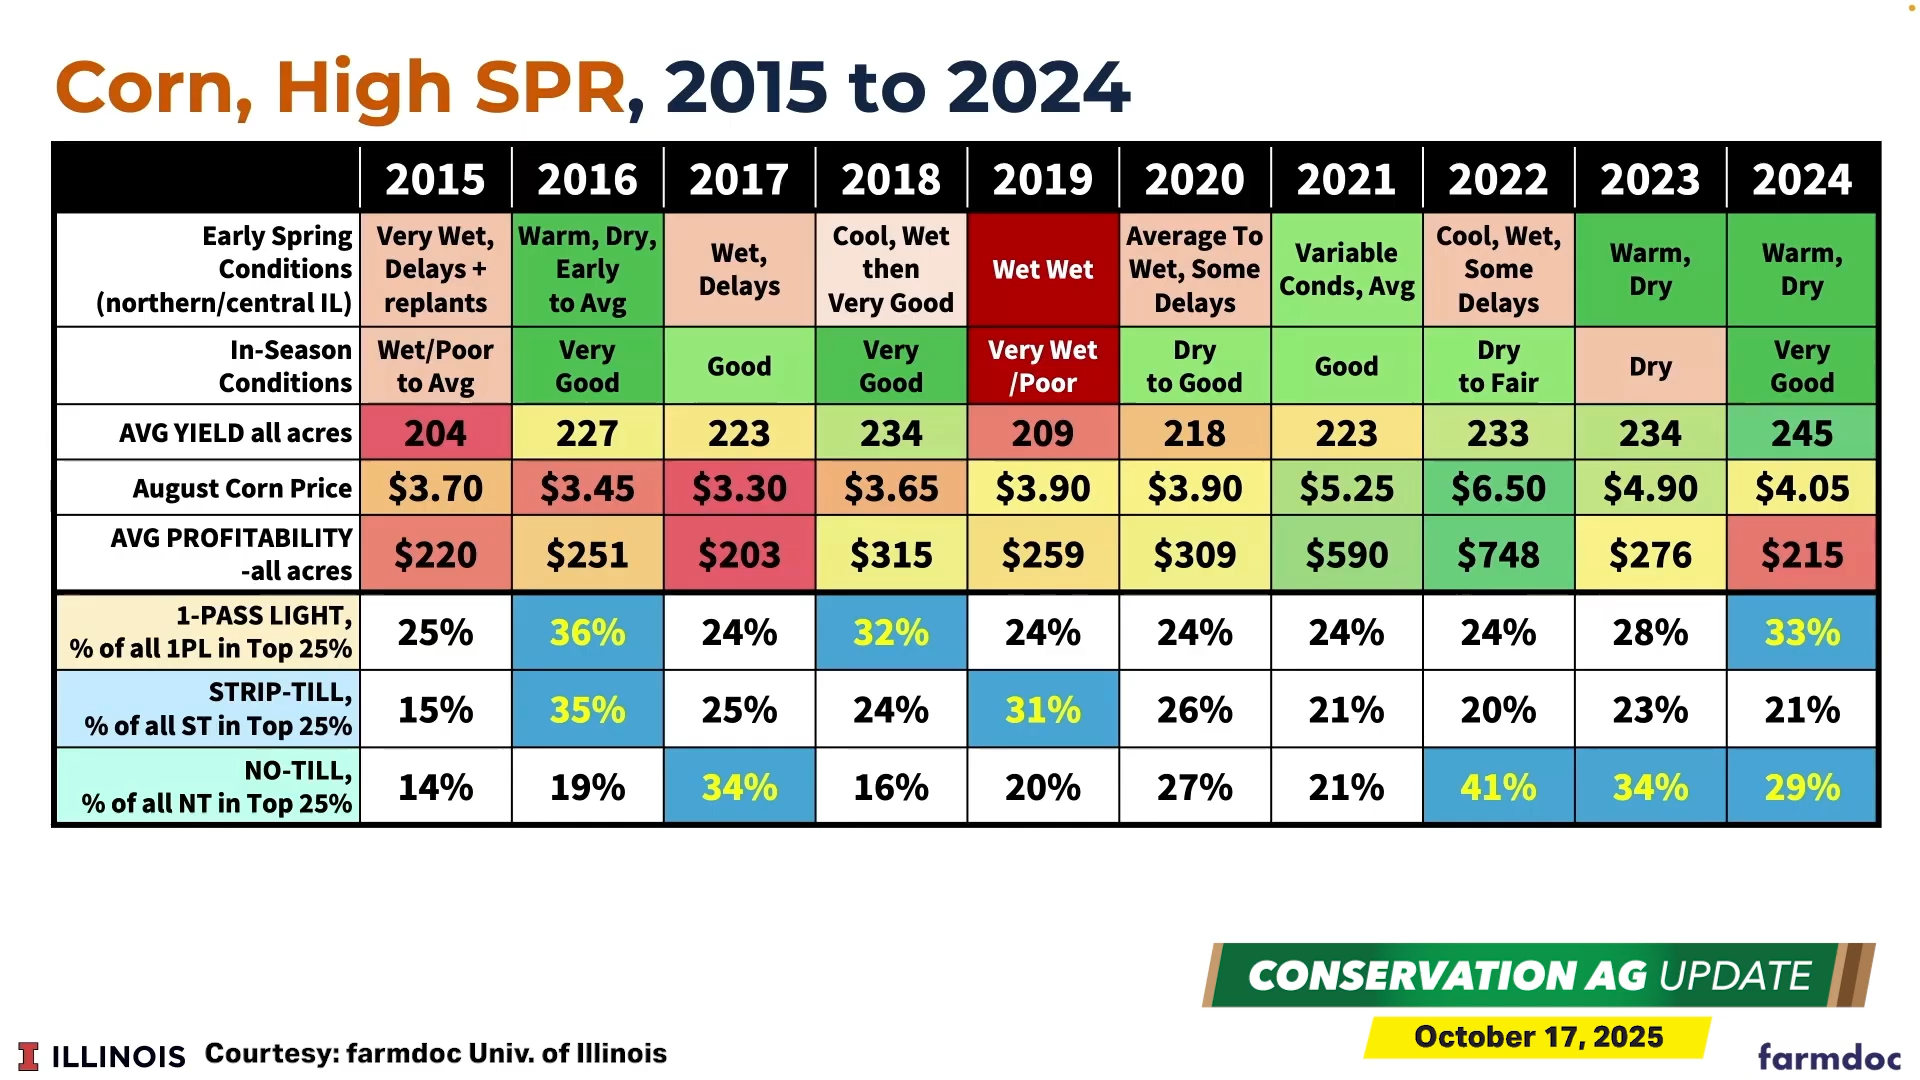 Corn, High SPR, 2015 to 2024
2015 2016 2017 2018 2019 2020 2021 2022 2023 2024
Early Spring Conditions (northern/central IL) Very Wet, Delays + replants Warm, Dry, Early to Avg Wet, Delays Cool, Wet then Very Good Wet Wet Average To Wet, Some Delays Variable Conds, Avg Cool, Wet, Some Delays Warm, Dry Warm, Dry
In-Season Conditions Wet/Poor to Avg Very Good Good Very Good Very Wet /Poor Dry to Good Good Dry to Fair Dry Very Good
AVG YIELD all acres 204 227 223 234 209 218 223 233 234 245
August Corn Price $3.70 $3.45 $3.30 $3.65 $3.90 $3.90 $5.25 $6.50 $4.90 $4.05
AVG PROFITABILITY -all acres $220 $251 $203 $315 $259 $309 $590 $748 $276 $215
1-PASS LIGHT, % of all 1PL in Top 25% 25% 36% 24% 32% 24% 24% 24% 24% 28% 33%
STRIP-TILL, % of all ST in Top 25% 15% 35% 25% 24% 31% 26% 21% 20% 23% 21%
NO-TILL, % of all NT in Top 25% 14% 19% 34% 16% 20% 27% 21% 41% 34% 29%
CONSERVATION AG UPDATE
October 17, 2025
I ILLINOIS Courtesy: farmdoc Univ. of Illinois
farmdoc